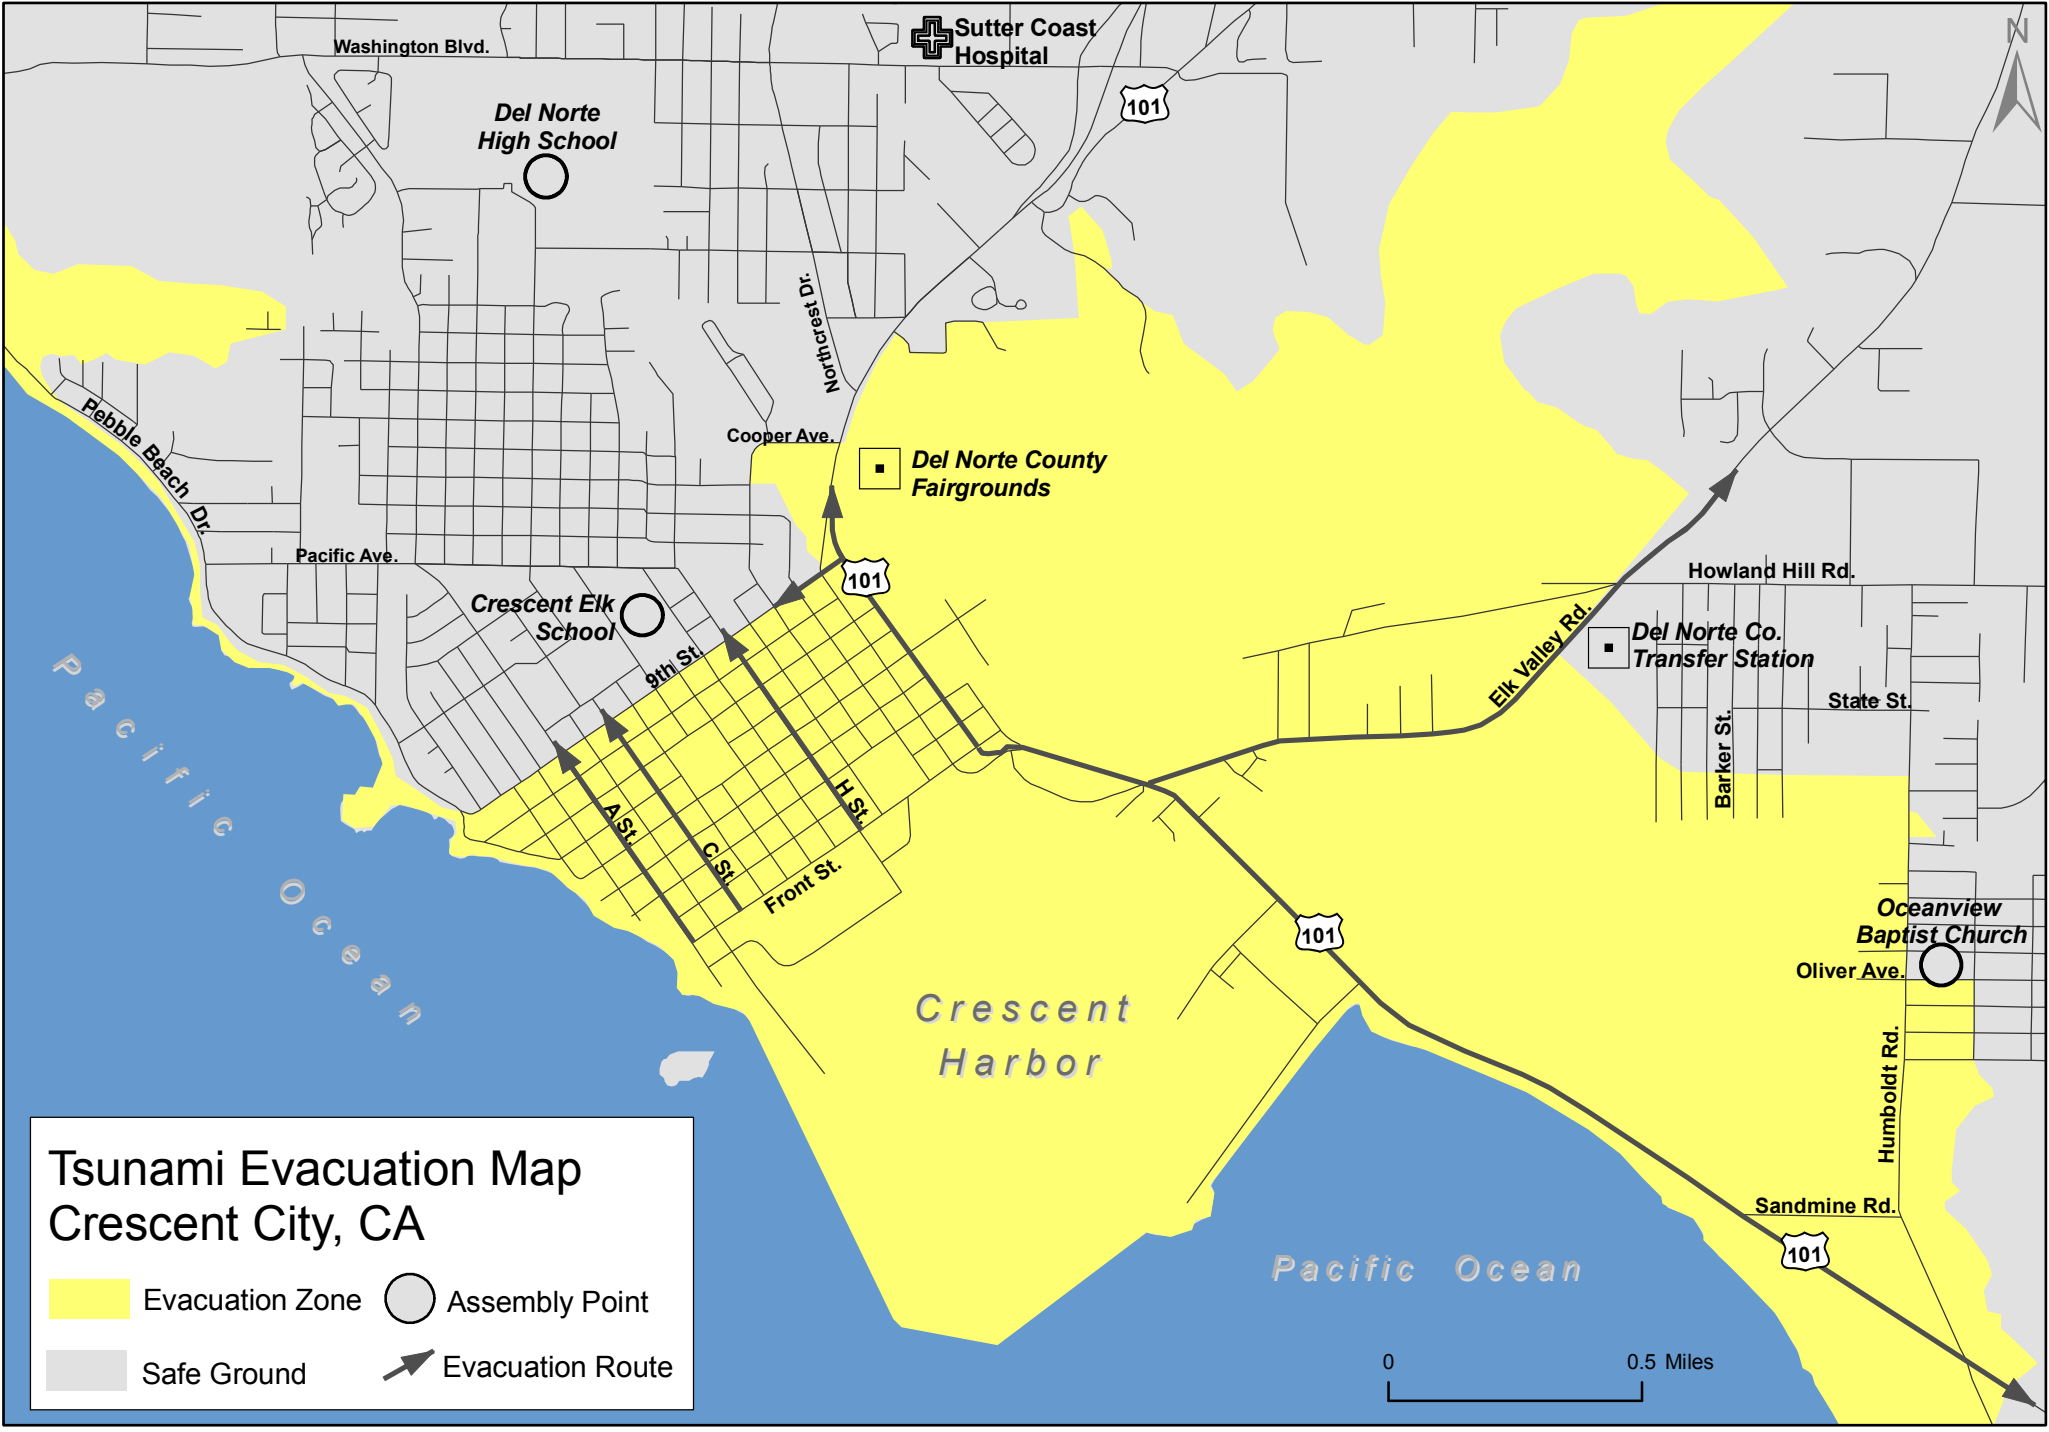 Washington Blvd.
Sutter Coast
Hospital
N
101
Del Norte
High School
Northcrest Dr.
Pebble Beach Dr.
Cooper Ave.
Del Norte County
Fairgrounds
Pacific Ave.
101
Howland Hill Rd.
Crescent Elk
School
9th St.
Elk Valley Rd.
Del Norte Co.
Transfer Station
State St.
Barker St.
Pacific Ocean
A St.
C St.
H St.
Front St.
101
Oceanview
Baptist Church
Oliver Ave.
Crescent
Harbor
Humboldt Rd.
Sandmine Rd.
101
Pacific Ocean
Tsunami Evacuation Map
Crescent City, CA
Evacuation Zone
Assembly Point
Safe Ground
Evacuation Route
0 0.5 Miles